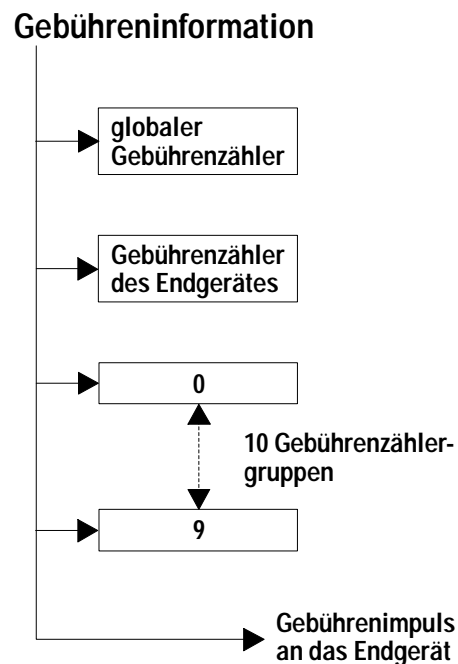 Gebühreninformation
globaler
Gebührenzähler
Gebührenzähler
des Endgerätes
0
10 Gebührenzähler-
gruppen
9
Gebührenimpuls
an das Endgerät